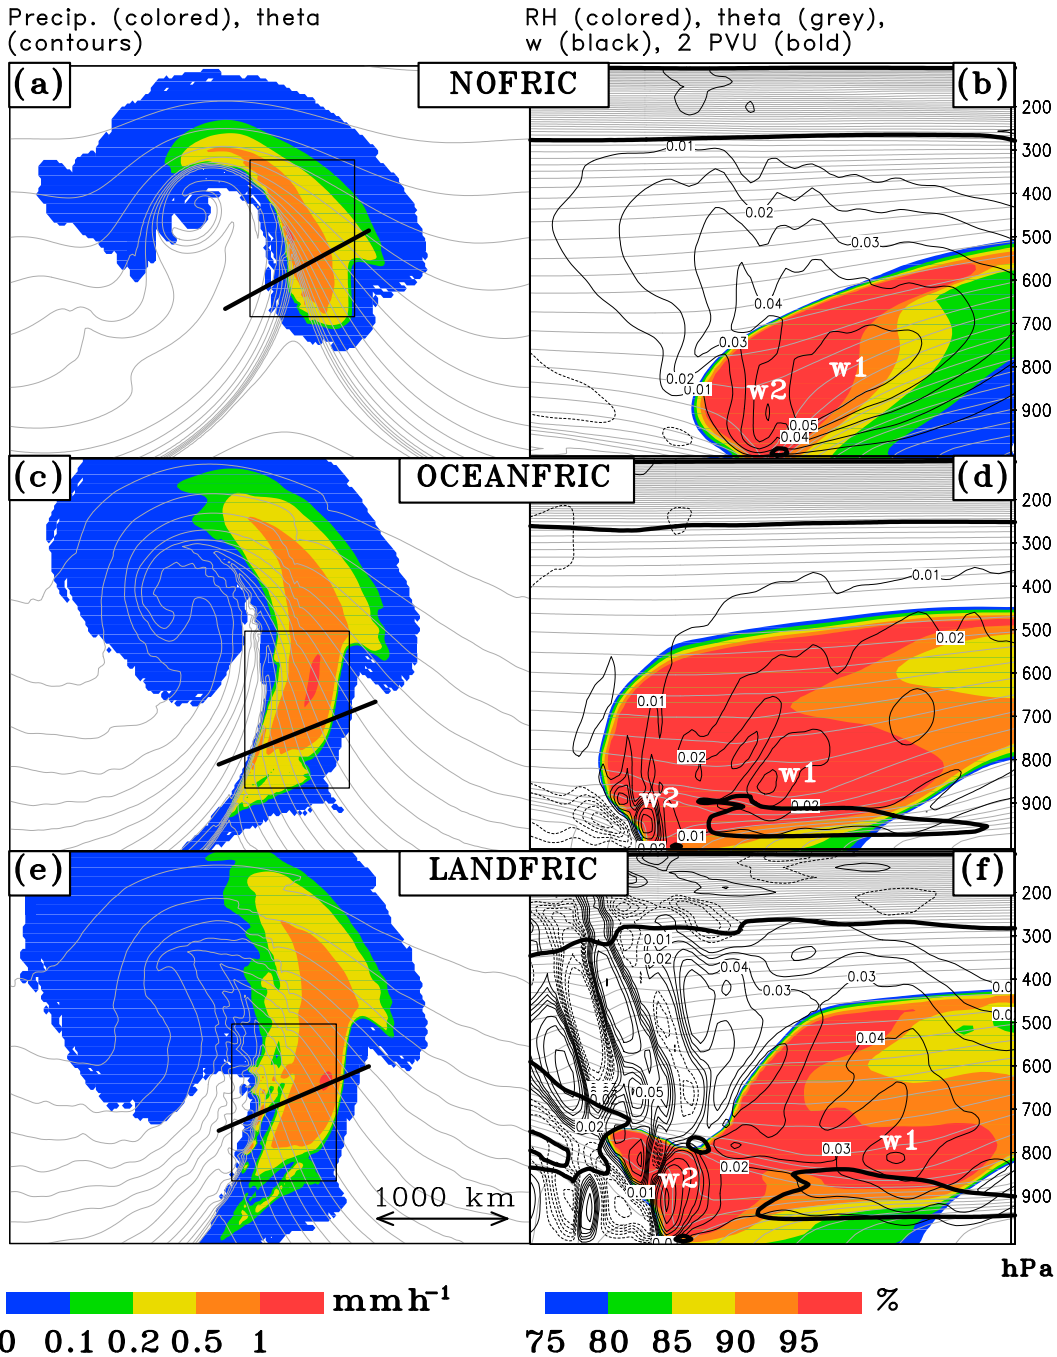 Precip. (colored), theta
(contours)
RH (colored), theta (grey),
w (black), 2 PVU (bold)
(a)
NOFRIC
(b)
200
300
400
500
600
700
800
900
0.01
0.02
0.03
0.04
0.03
0.02
0.01
0.05
0.04
w1
w2
(c)
OCEANFRIC
(d)
200
300
400
500
600
700
800
900
0.01
0.02
0.01
0.02
0.02
0.01
0.02
w1
w2
(e)
LANDFRIC
(f)
200
300
400
500
600
700
800
900
0.01
0.02
0.04
0.03
0.03
0.04
0.05
0.02
0.03
0.02
0.01
0.0
0.0
w1
w2
1000 km
hPa
mm h⁻¹
%
0 0.1 0.2 0.5 1
75 80 85 90 95